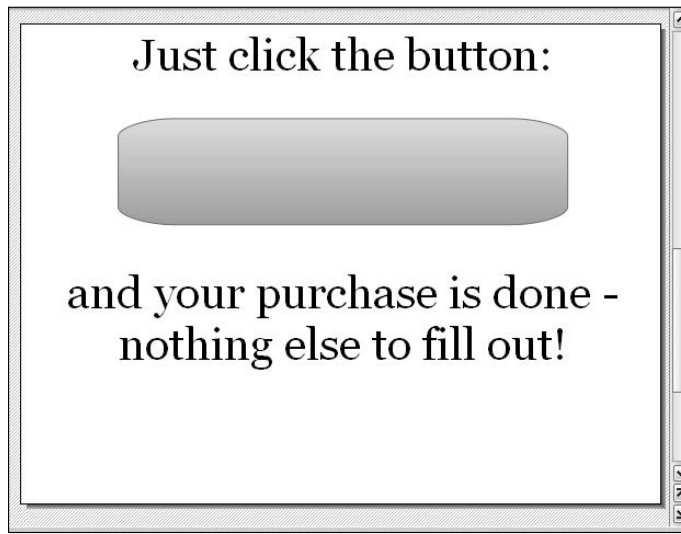 Just click the button:
and your purchase is done -
nothing else to fill out!